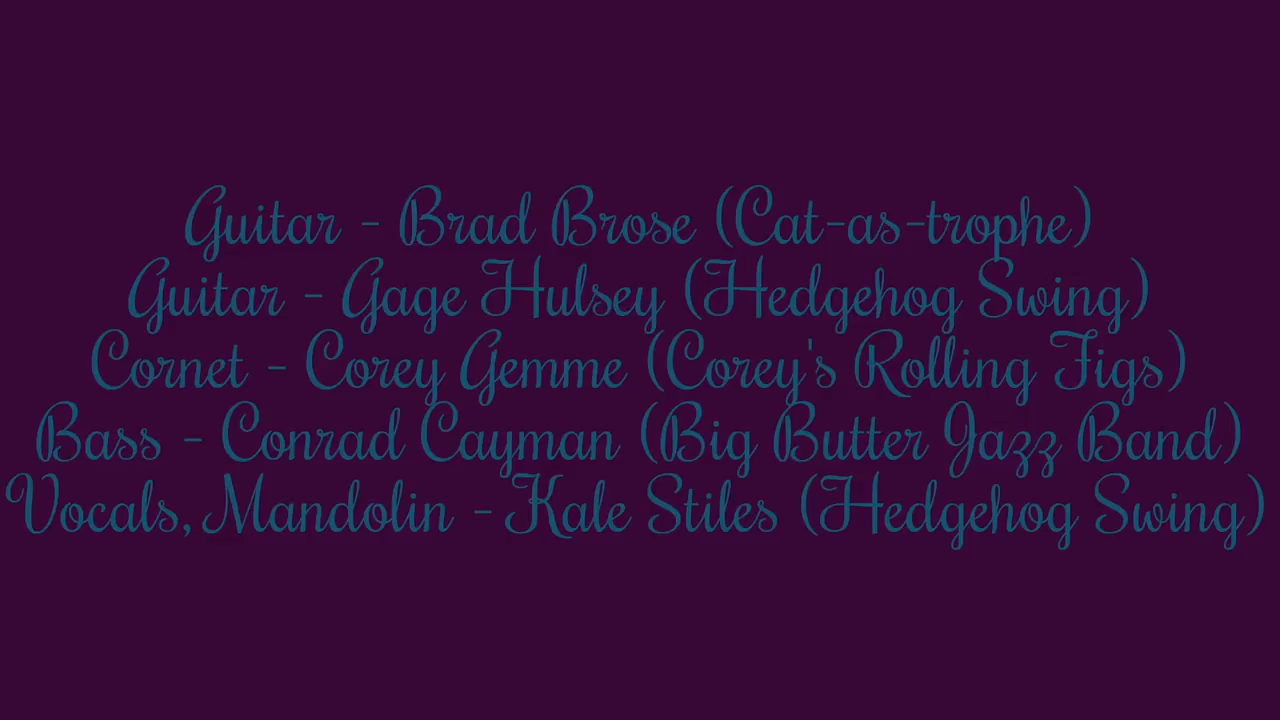 Guitar - Brad Brose (Cat-as-trophe)
Guitar - Gage Hulsey (Hedgehog Swing)
Cornet - Corey Gemme (Corey's Rolling Figs)
Bass - Conrad Cayman (Big Butter Jazz Band)
Vocals, Mandolin - Kale Stiles (Hedgehog Swing)